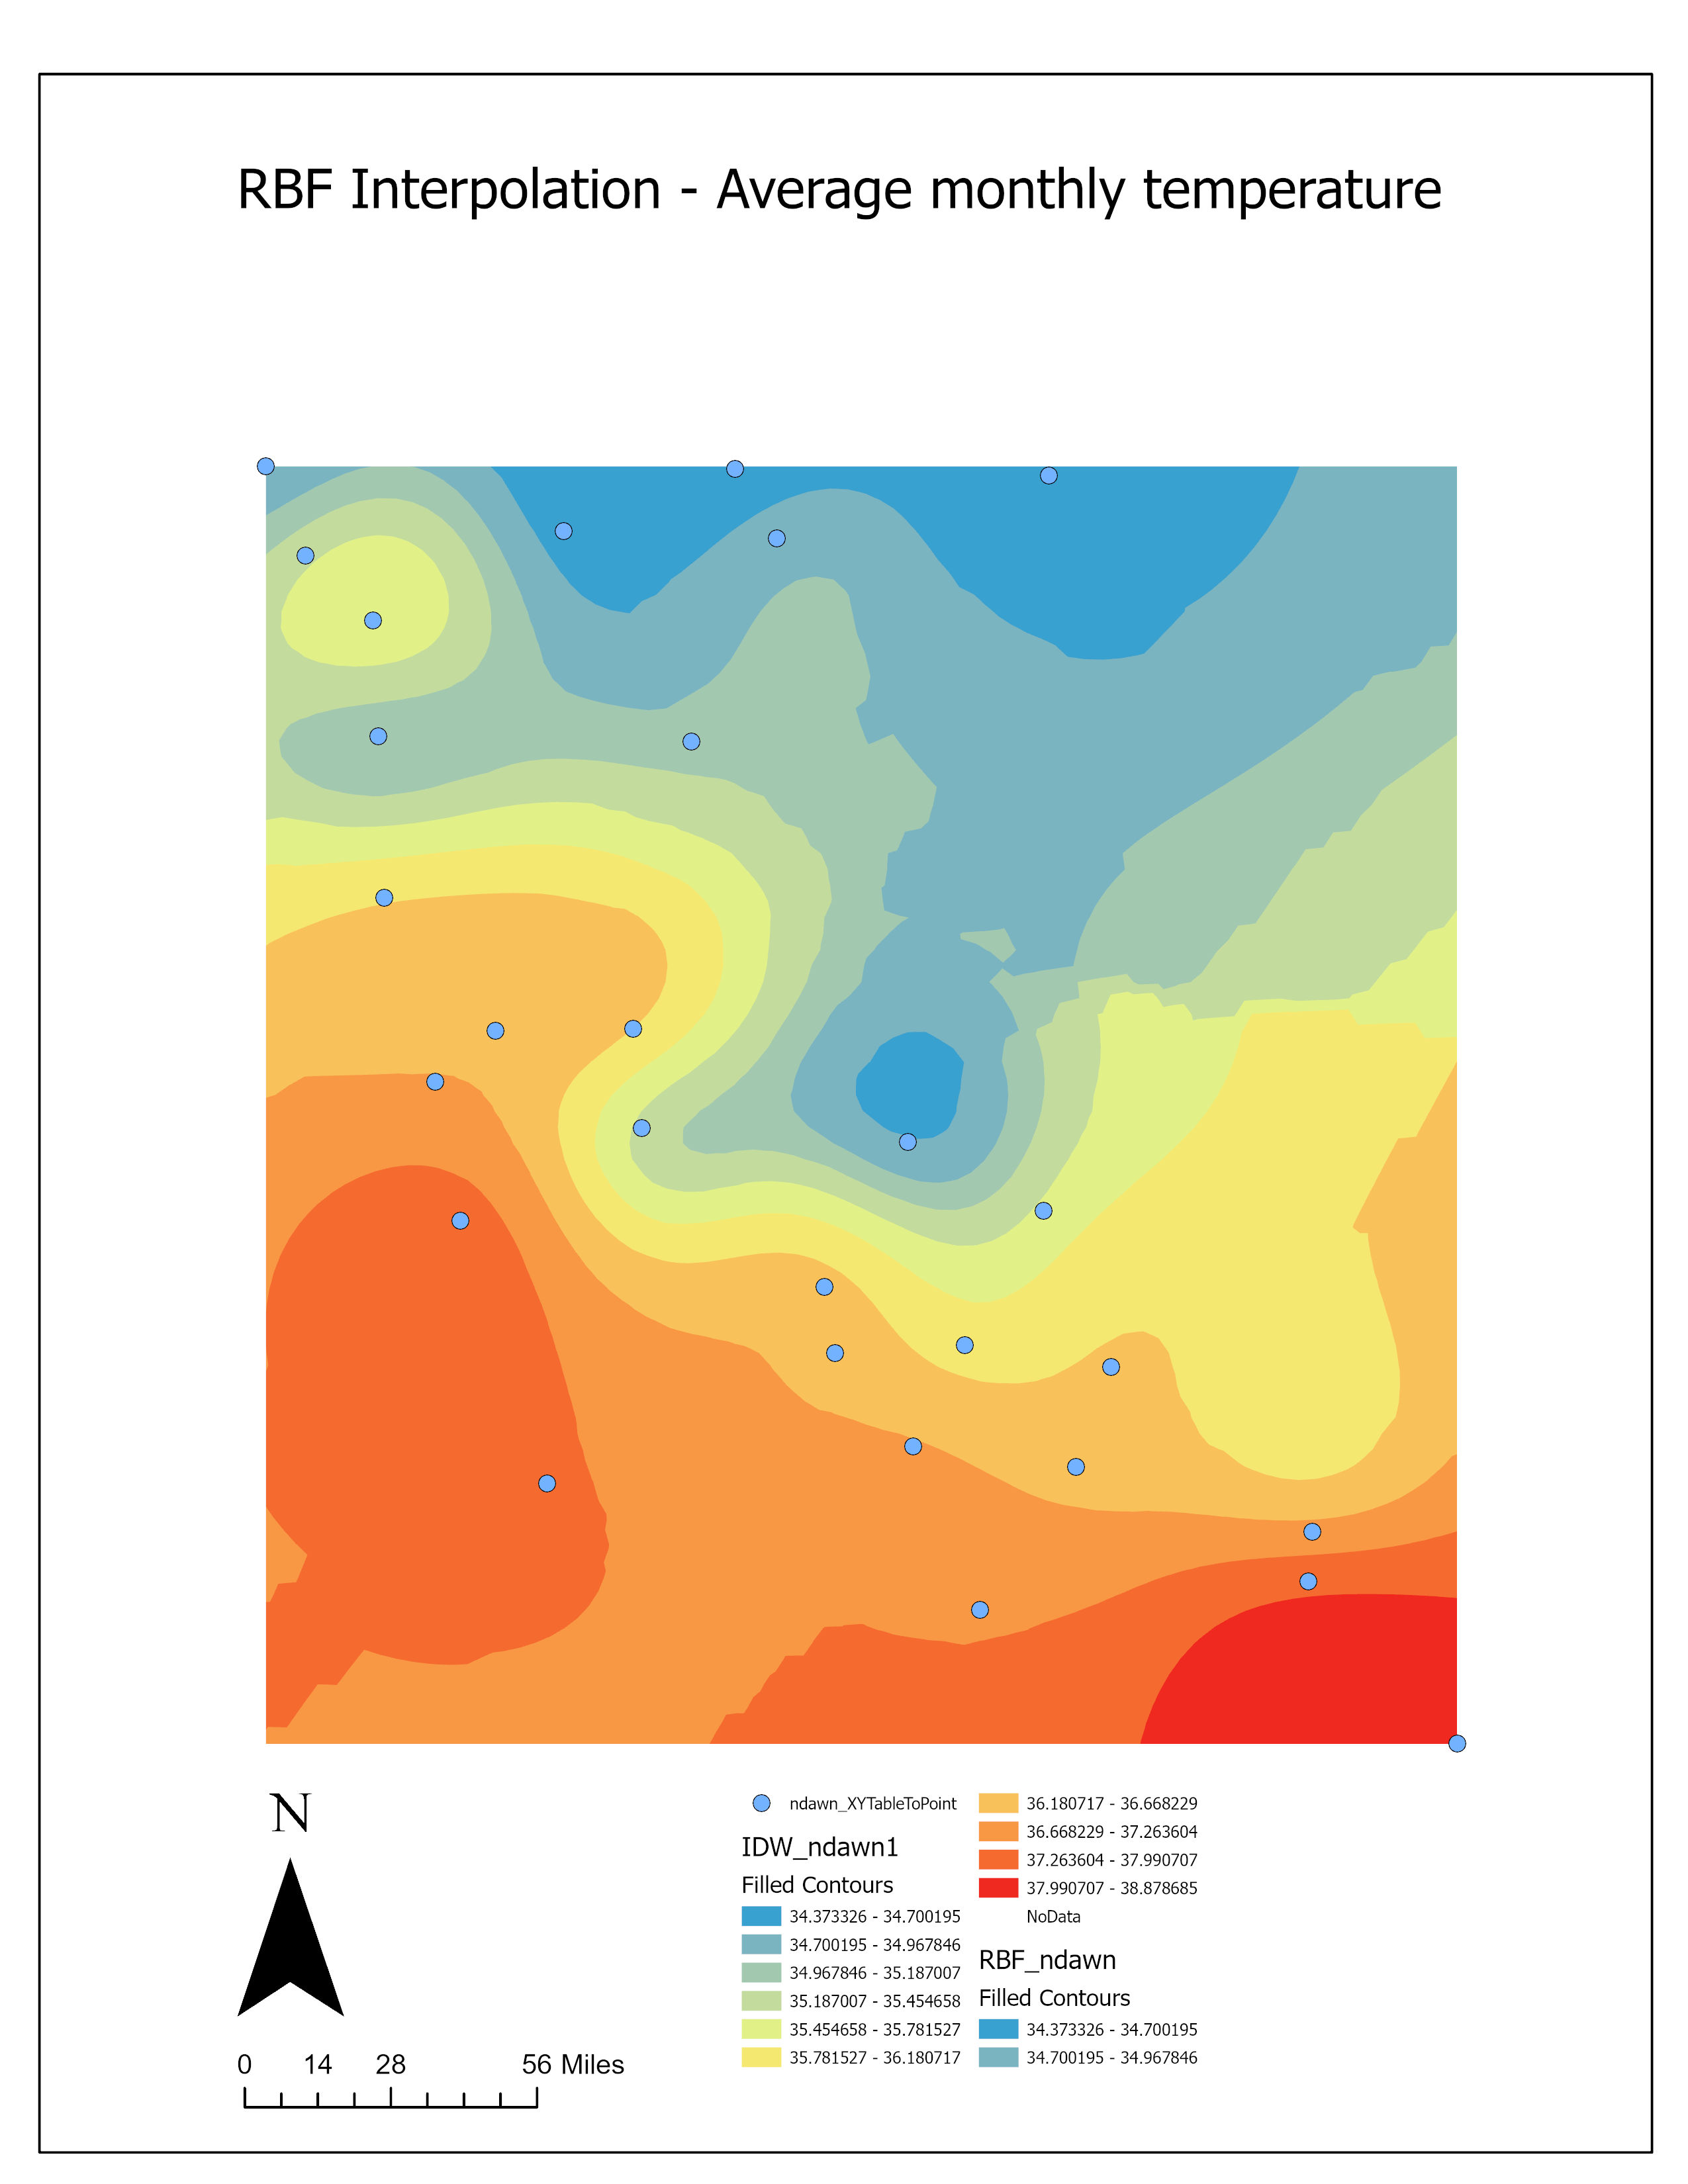 RBF Interpolation - Average monthly temperature
N
0 14 28 56 Miles
ndawn_XYTableToPoint
IDW_ndawn1
Filled Contours
34.373326 - 34.700195
34.700195 - 34.967846
34.967846 - 35.187007
35.187007 - 35.454658
35.454658 - 35.781527
35.781527 - 36.180717
36.180717 - 36.668229
36.668229 - 37.263604
37.263604 - 37.990707
37.990707 - 38.878685
NoData
RBF_ndawn
Filled Contours
34.373326 - 34.700195
34.700195 - 34.967846